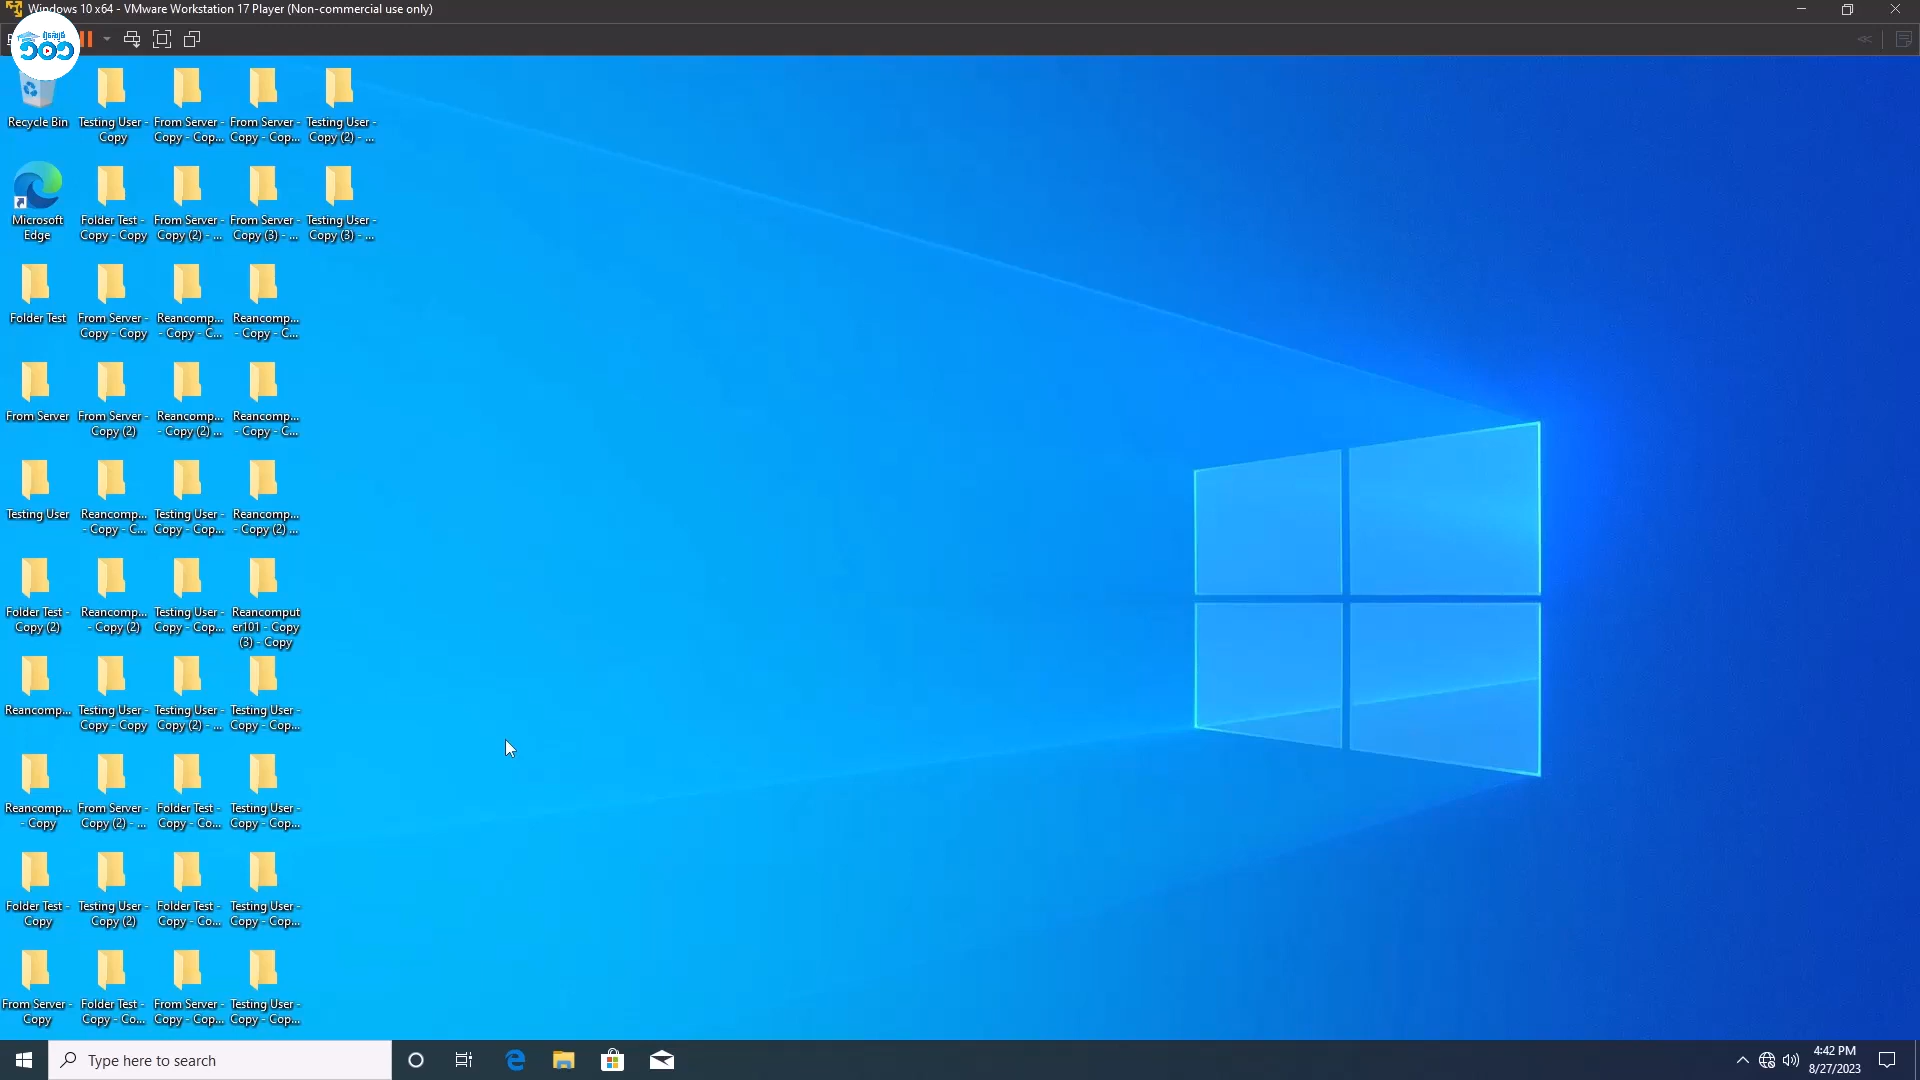 Windows 10 x64 - VMware Workstation 17 Player (Non-commercial use only)
Recycle Bin
Testing User -
Copy
From Server -
Copy - Cop...
From Server -
Copy - Cop...
Testing User -
Copy (2) - ...
Microsoft
Edge
Folder Test -
Copy - Copy
From Server -
Copy (2) - ...
From Server -
Copy (3) - ...
Testing User -
Copy (3) - ...
Folder Test
From Server -
Copy - Copy
Reancomp...
- Copy - C...
Reancomp...
- Copy - C...
From Server
From Server -
Copy (2)
Reancomp...
- Copy (2) ...
Reancomp...
- Copy - C...
Testing User
Reancomp...
- Copy - C...
Testing User -
Copy - Cop...
Reancomp...
- Copy (2) ...
Folder Test -
Copy (2)
Reancomp...
- Copy (2)
Testing User -
Copy - Cop...
Reancomput
er101 - Copy
(3) - Copy
Reancomp...
Testing User -
Copy - Copy
Testing User -
Copy (2) - ...
Testing User -
Copy - Cop...
Reancomp...
- Copy
From Server -
Copy (2) - ...
Folder Test -
Copy - Co...
Testing User -
Copy - Cop...
Folder Test -
Copy
Testing User -
Copy (2)
Folder Test -
Copy - Co...
Testing User -
Copy - Cop...
From Server -
Copy
Folder Test -
Copy - Co...
From Server -
Copy - Cop...
Testing User -
Copy - Cop...
Type here to search
4:42 PM
8/27/2023